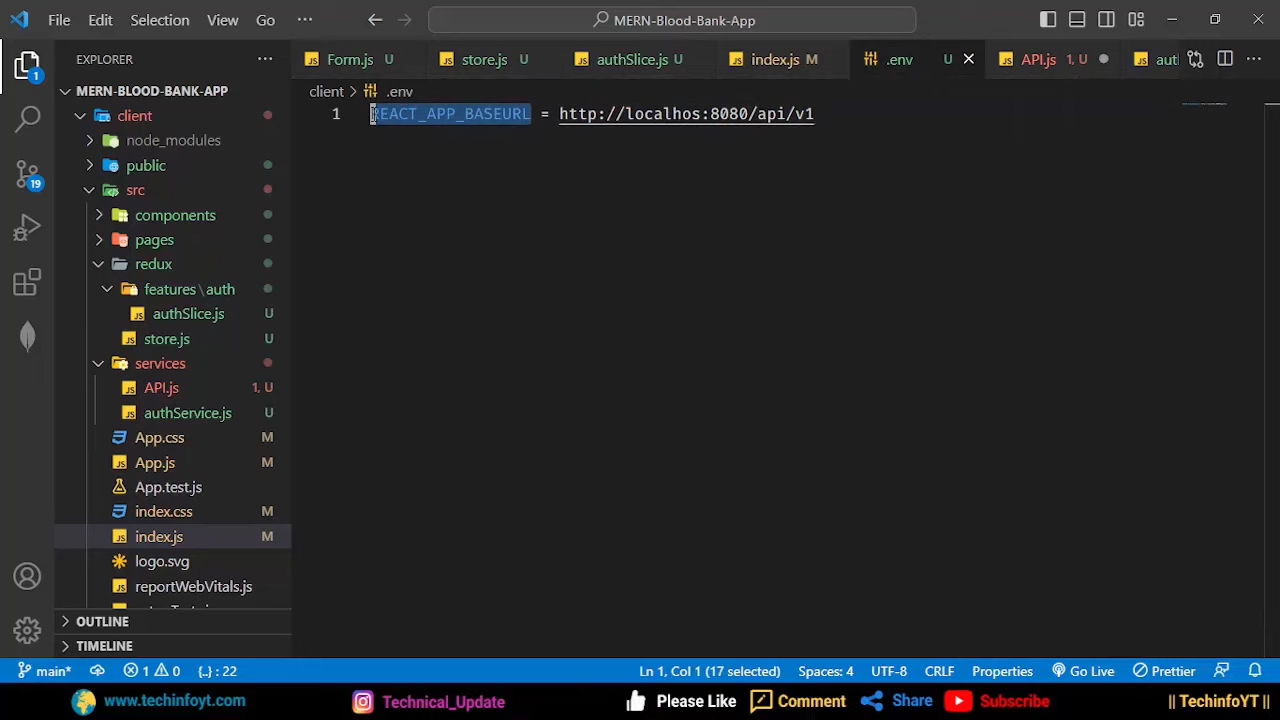 File Edit Selection View Go ··· MERN-Blood-Bank-App
EXPLORER ···
Form.js U store.js U authSlice.js U index.js M .env U API.js 1, U aut ···
client .env
1 REACT_APP_BASEURL = http://localhos:8080/api/v1
1
19
MERN-BLOOD-BANK-APP
client
node_modules
public
src
components
pages
redux
features\auth
authSlice.js U
store.js U
services
API.js 1, U
authService.js U
App.css M
App.js M
App.test.js
index.css M
index.js M
logo.svg
reportWebVitals.js
OUTLINE
TIMELINE
main* 1 0 {..} : 22 Ln 1, Col 1 (17 selected) Spaces: 4 UTF-8 CRLF Properties Go Live Prettier
www.techinfoyt.com Technical_Update Please Like Comment Share Subscribe || TechinfoYT ||